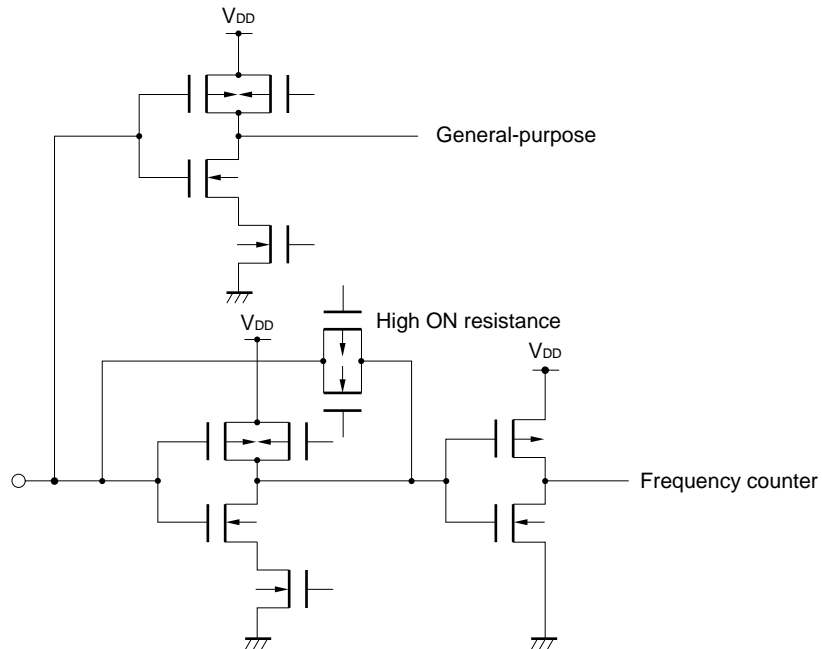 VDD
General-purpose
High ON resistance
VDD
VDD
Frequency counter